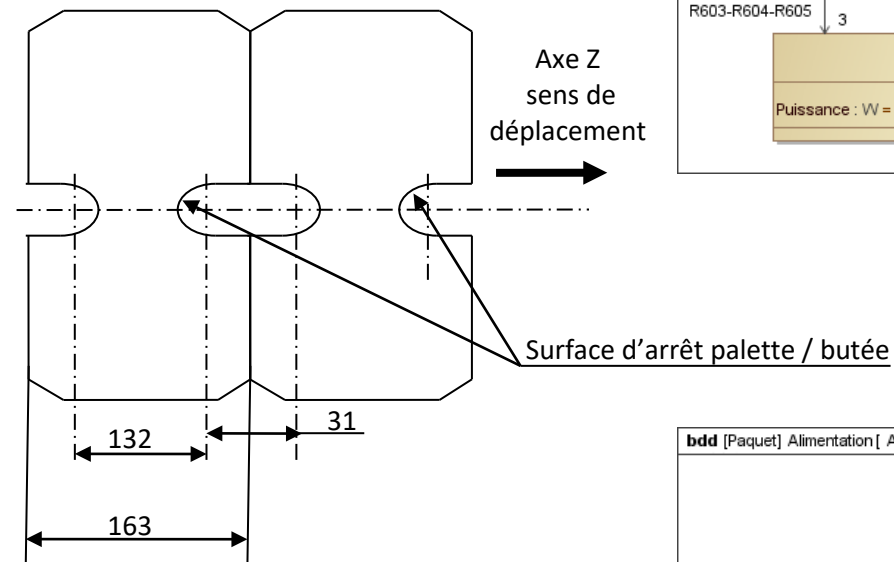 R603-R604-R605
3
Puissance : W =
Axe Z
sens de
déplacement
Surface d'arrêt palette / butée
132
31
163
bdd [Paquet] Alimentation [ A